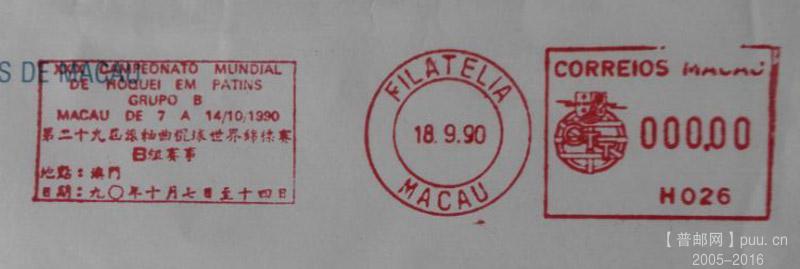 S DE MACAU
XXIX CAMPEONATO MUNDIAL
DE HOQUEI EM PATINS
GRUPO B
MACAU DE 7 A 14/10/1990
第二十九屆滾軸曲棍球世界錦標賽
B組賽事
地點：澳門
日期：九〇年十月七日至十四日
FILATELIA
18.9.90
MACAU
CORREIOS MACAU
CTT
000,00
H026
【普邮网】puu.cn
2005-2016